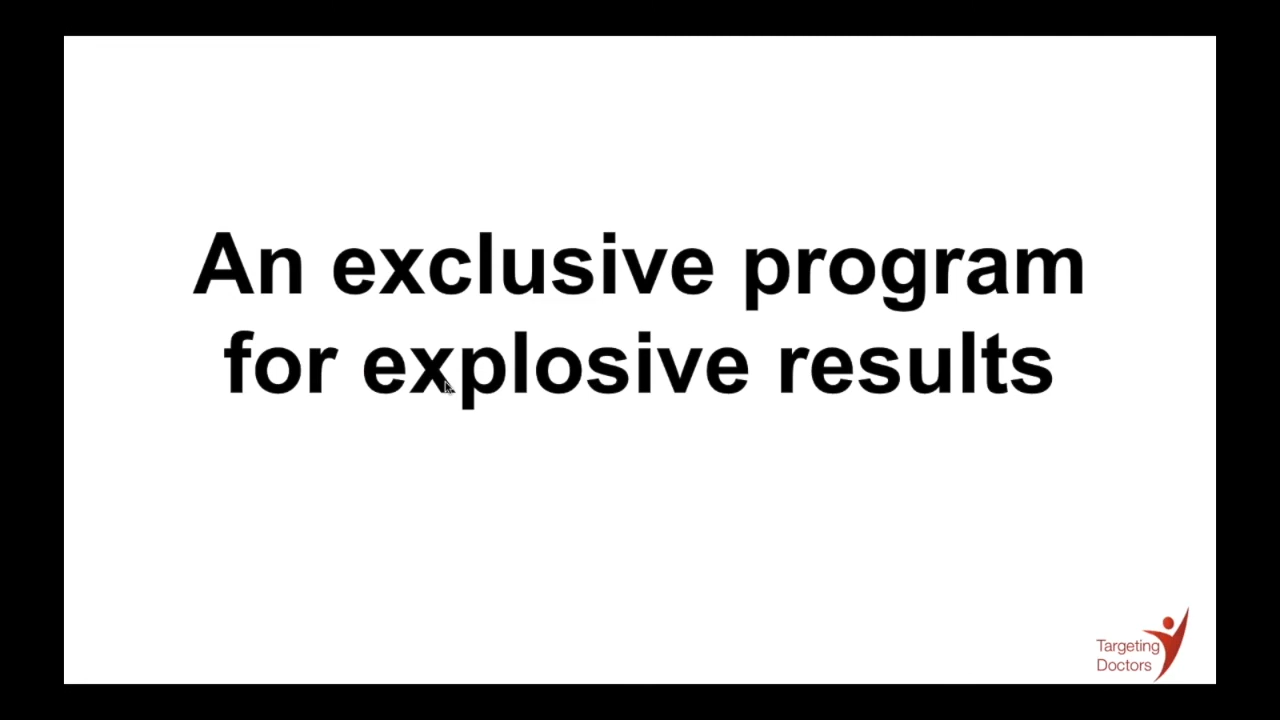 An exclusive program
for explosive results
Targeting
Doctors